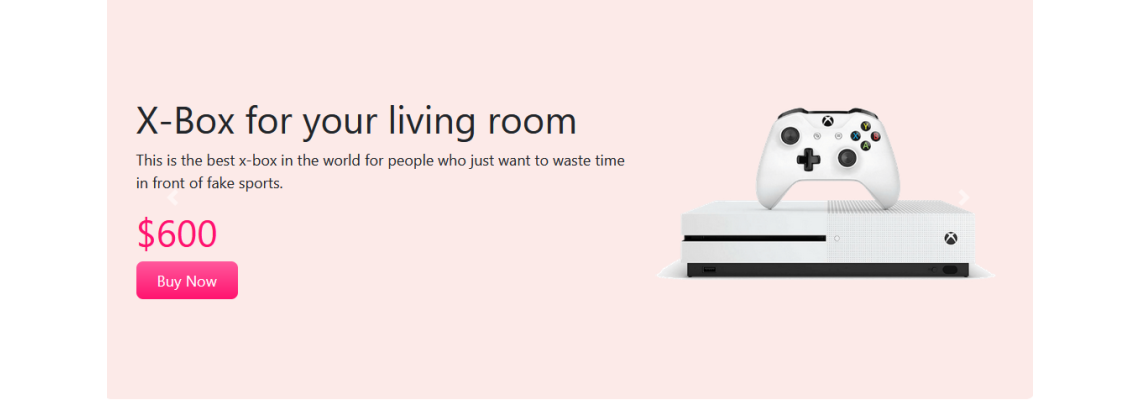 X-Box for your living room
This is the best x-box in the world for people who just want to waste time
in front of fake sports.
$600
Buy Now